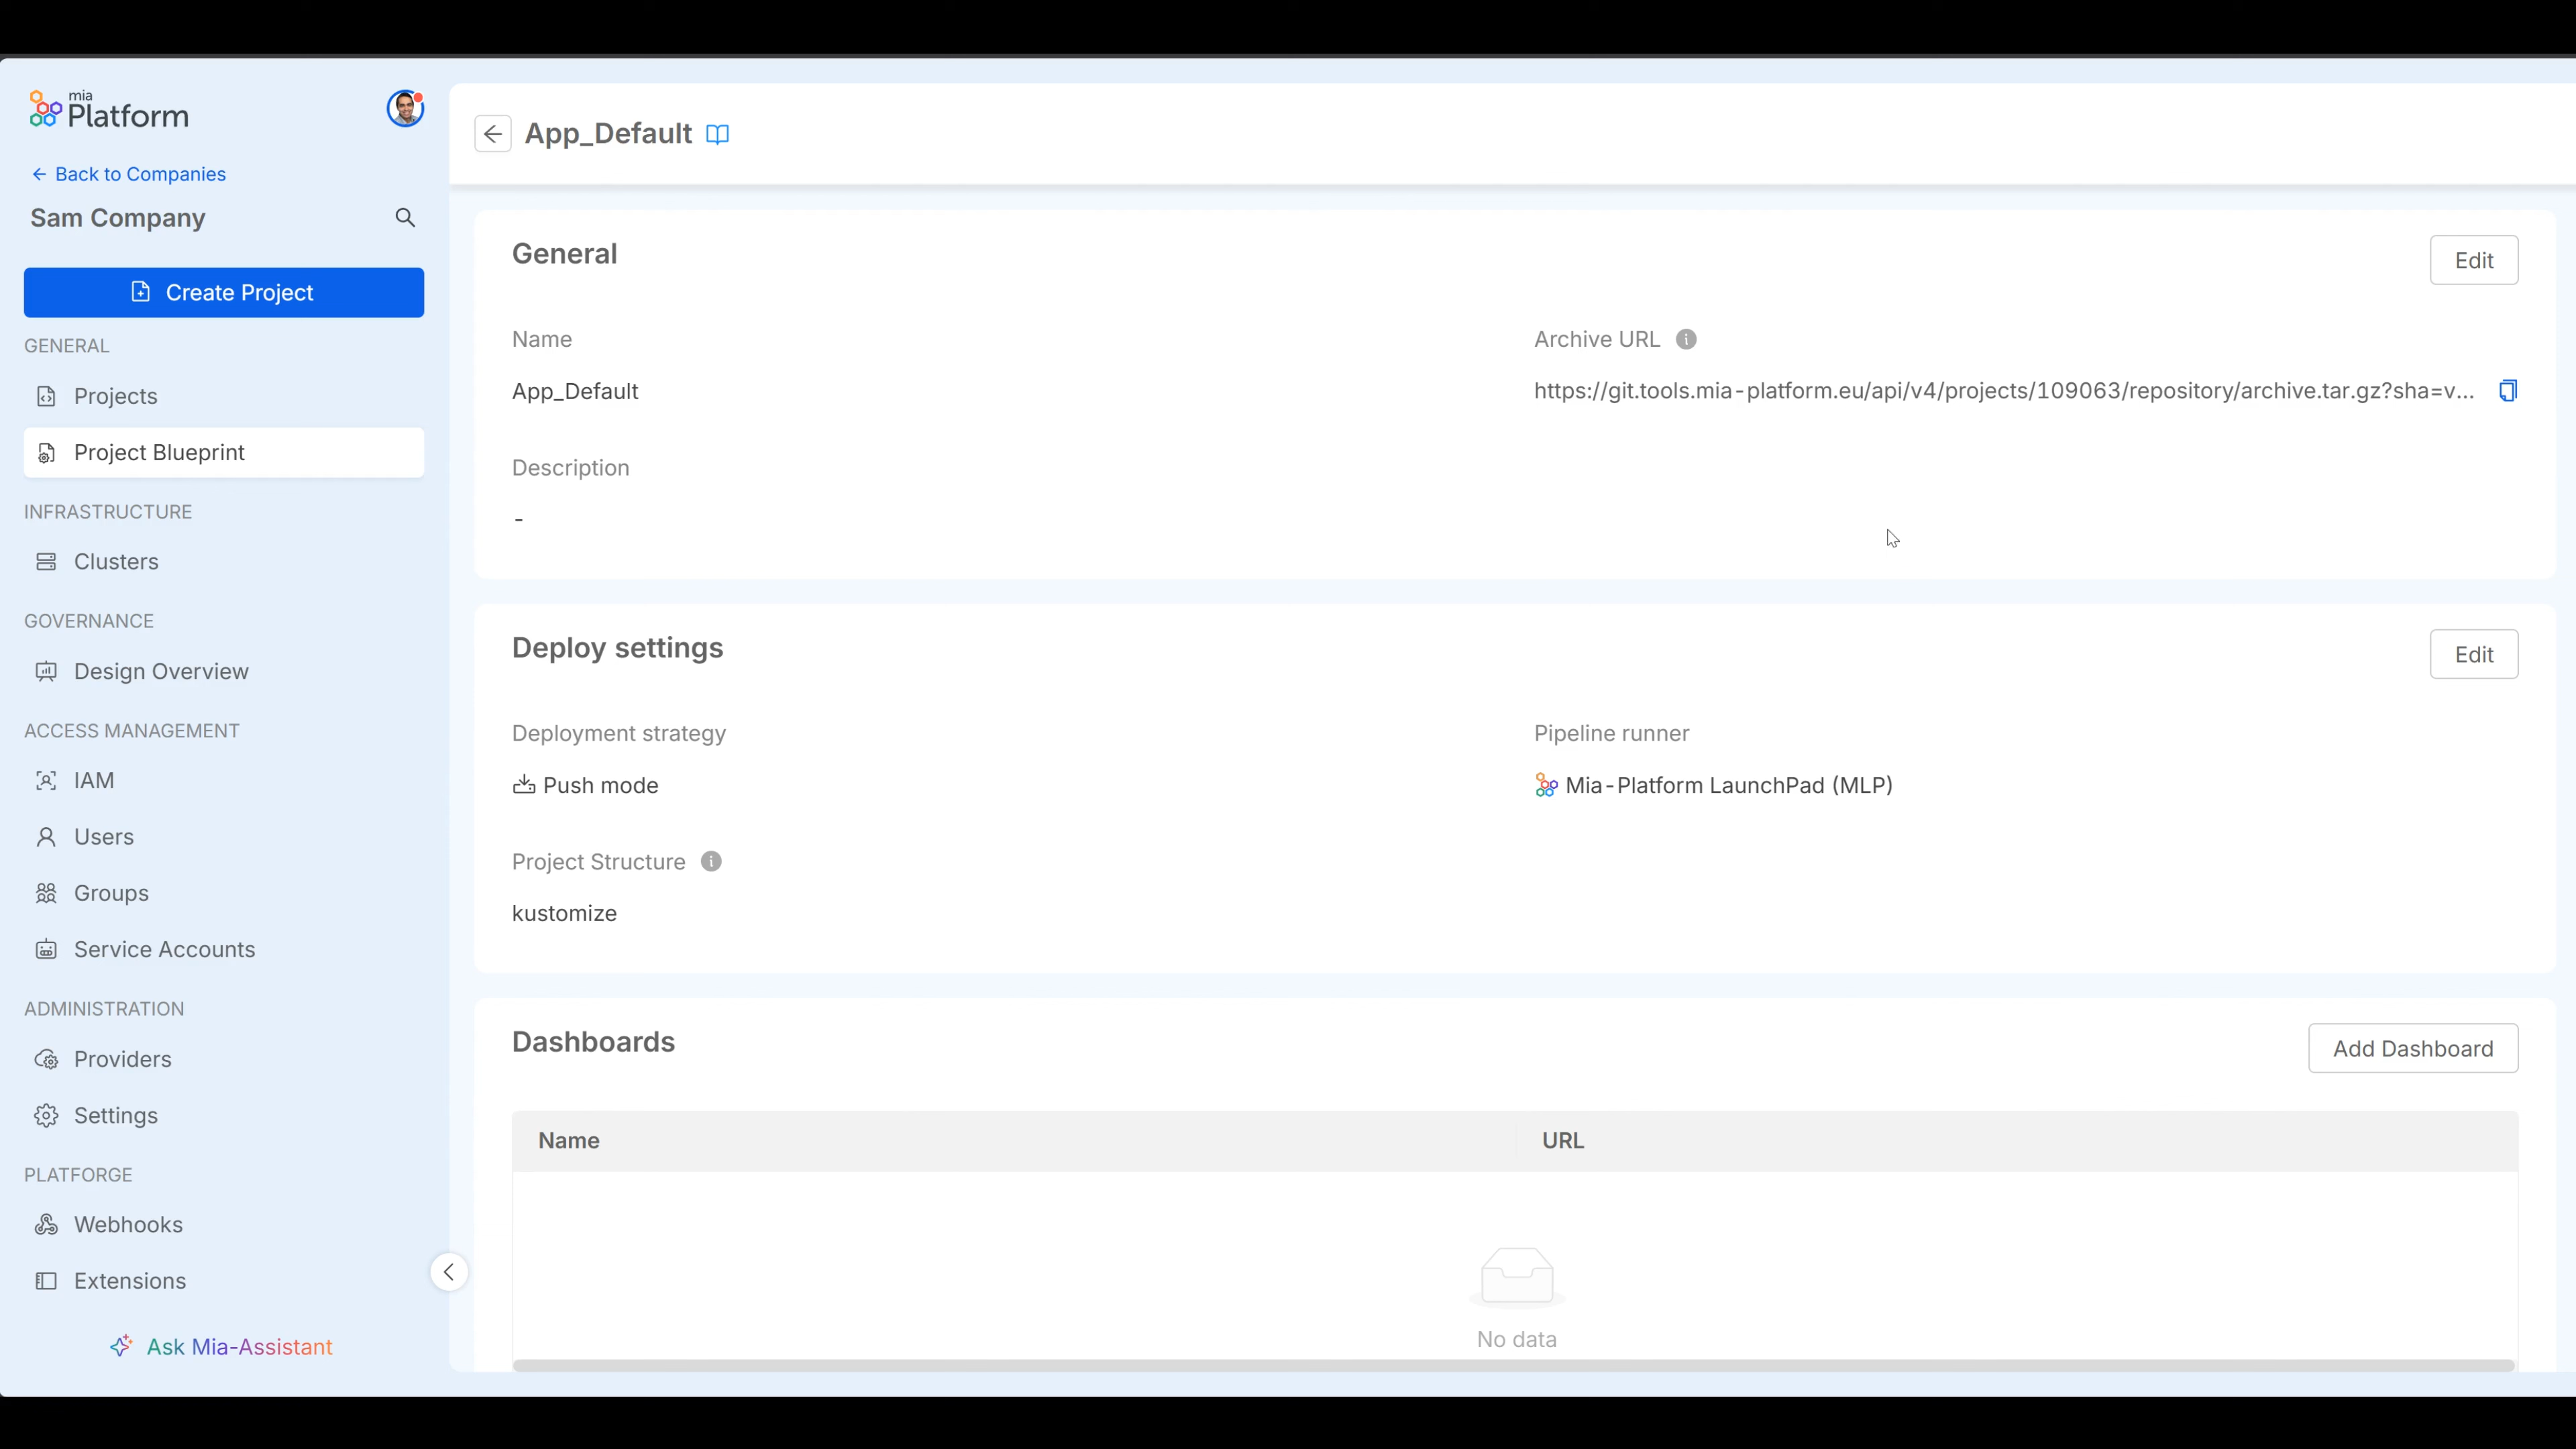 mia
Platform
Back to Companies
Sam Company
Create Project
GENERAL
Projects
Project Blueprint
INFRASTRUCTURE
Clusters
GOVERNANCE
Design Overview
ACCESS MANAGEMENT
IAM
Users
Groups
Service Accounts
ADMINISTRATION
Providers
Settings
PLATFORGE
Webhooks
Extensions
Ask Mia-Assistant
App_Default
General
Edit
Name
Archive URL
App_Default
https://git.tools.mia-platform.eu/api/v4/projects/109063/repository/archive.tar.gz?sha=v...
Description
-
Deploy settings
Edit
Deployment strategy
Pipeline runner
Push mode
Mia-Platform LaunchPad (MLP)
Project Structure
kustomize
Dashboards
Add Dashboard
Name
URL
No data